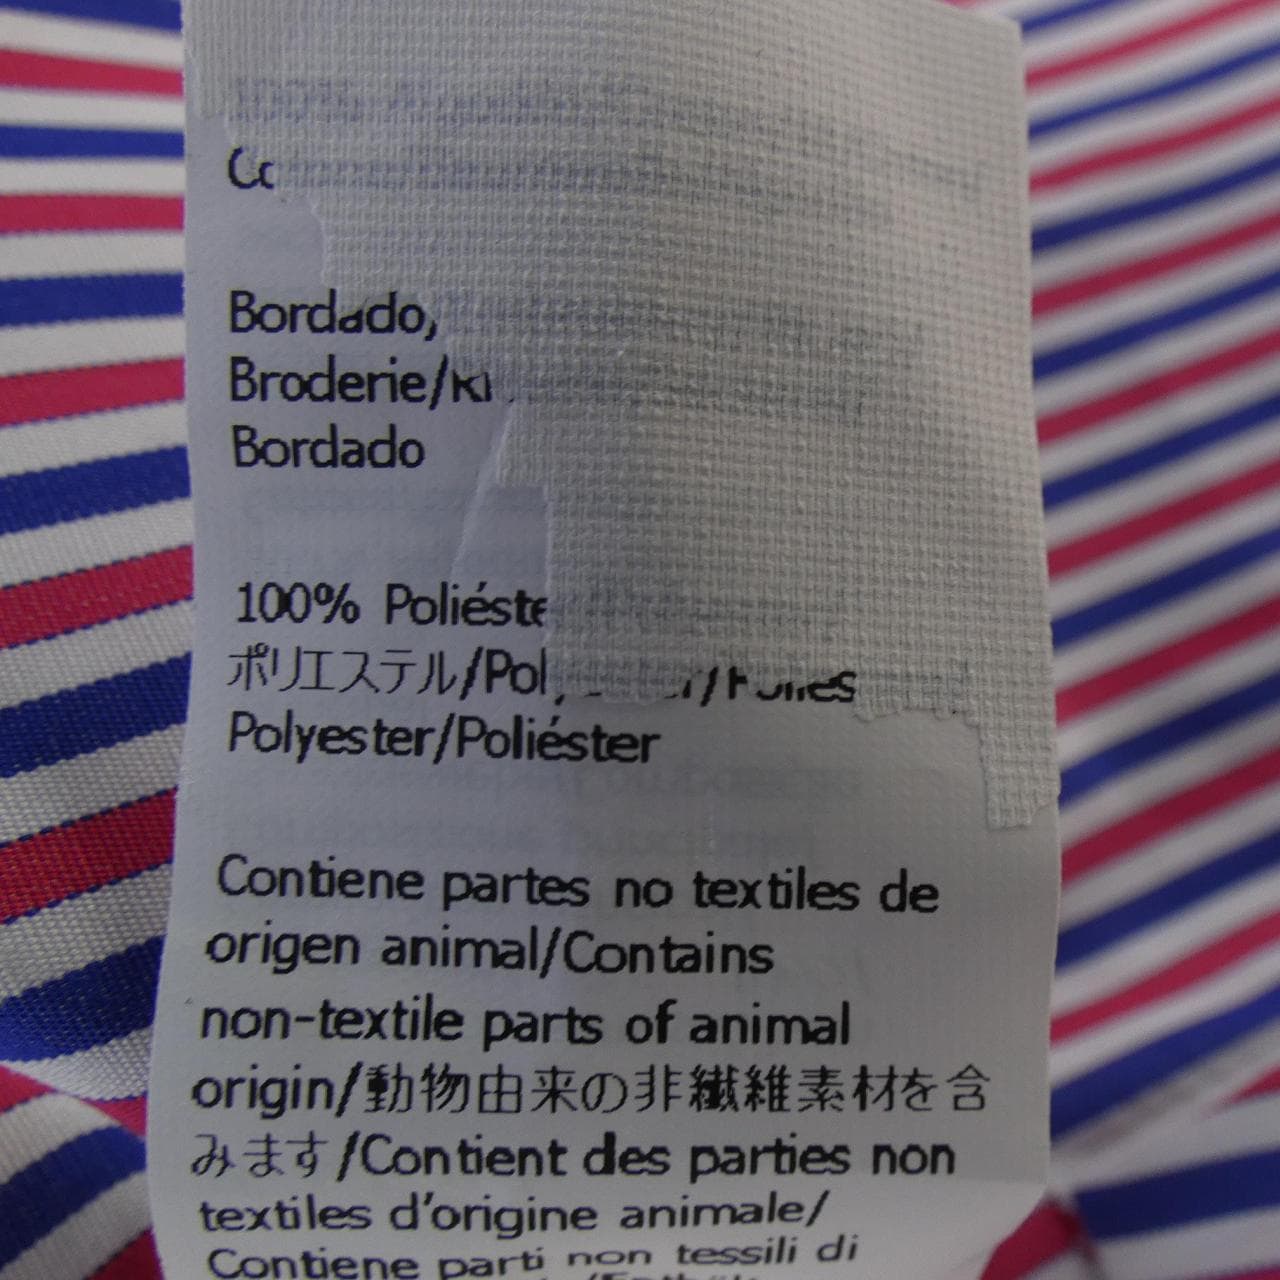 Bordado,
Broderie/
Bordado
100%
ポリエステル/
Polyester/Poliéster
Contiene partes no textiles de
origen animal/Contains
non-textile parts of animal
origin/動物由来の非繊維素材を含
みます/Contient des parties non
textiles d'origine animale/
Contiene parti non tessili di